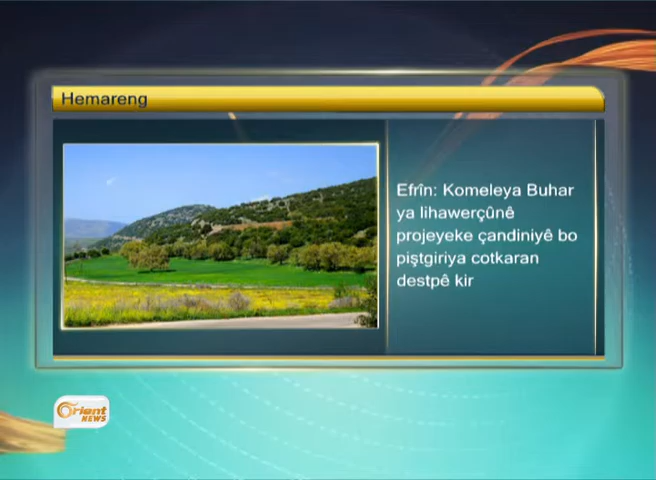 Hemareng
Efrîn: Komeleya Buhar
ya lihawerçûnê
projeyeke çandiniyê bo
piştgiriya cotkaran
destpê kir
Orient
NEWS